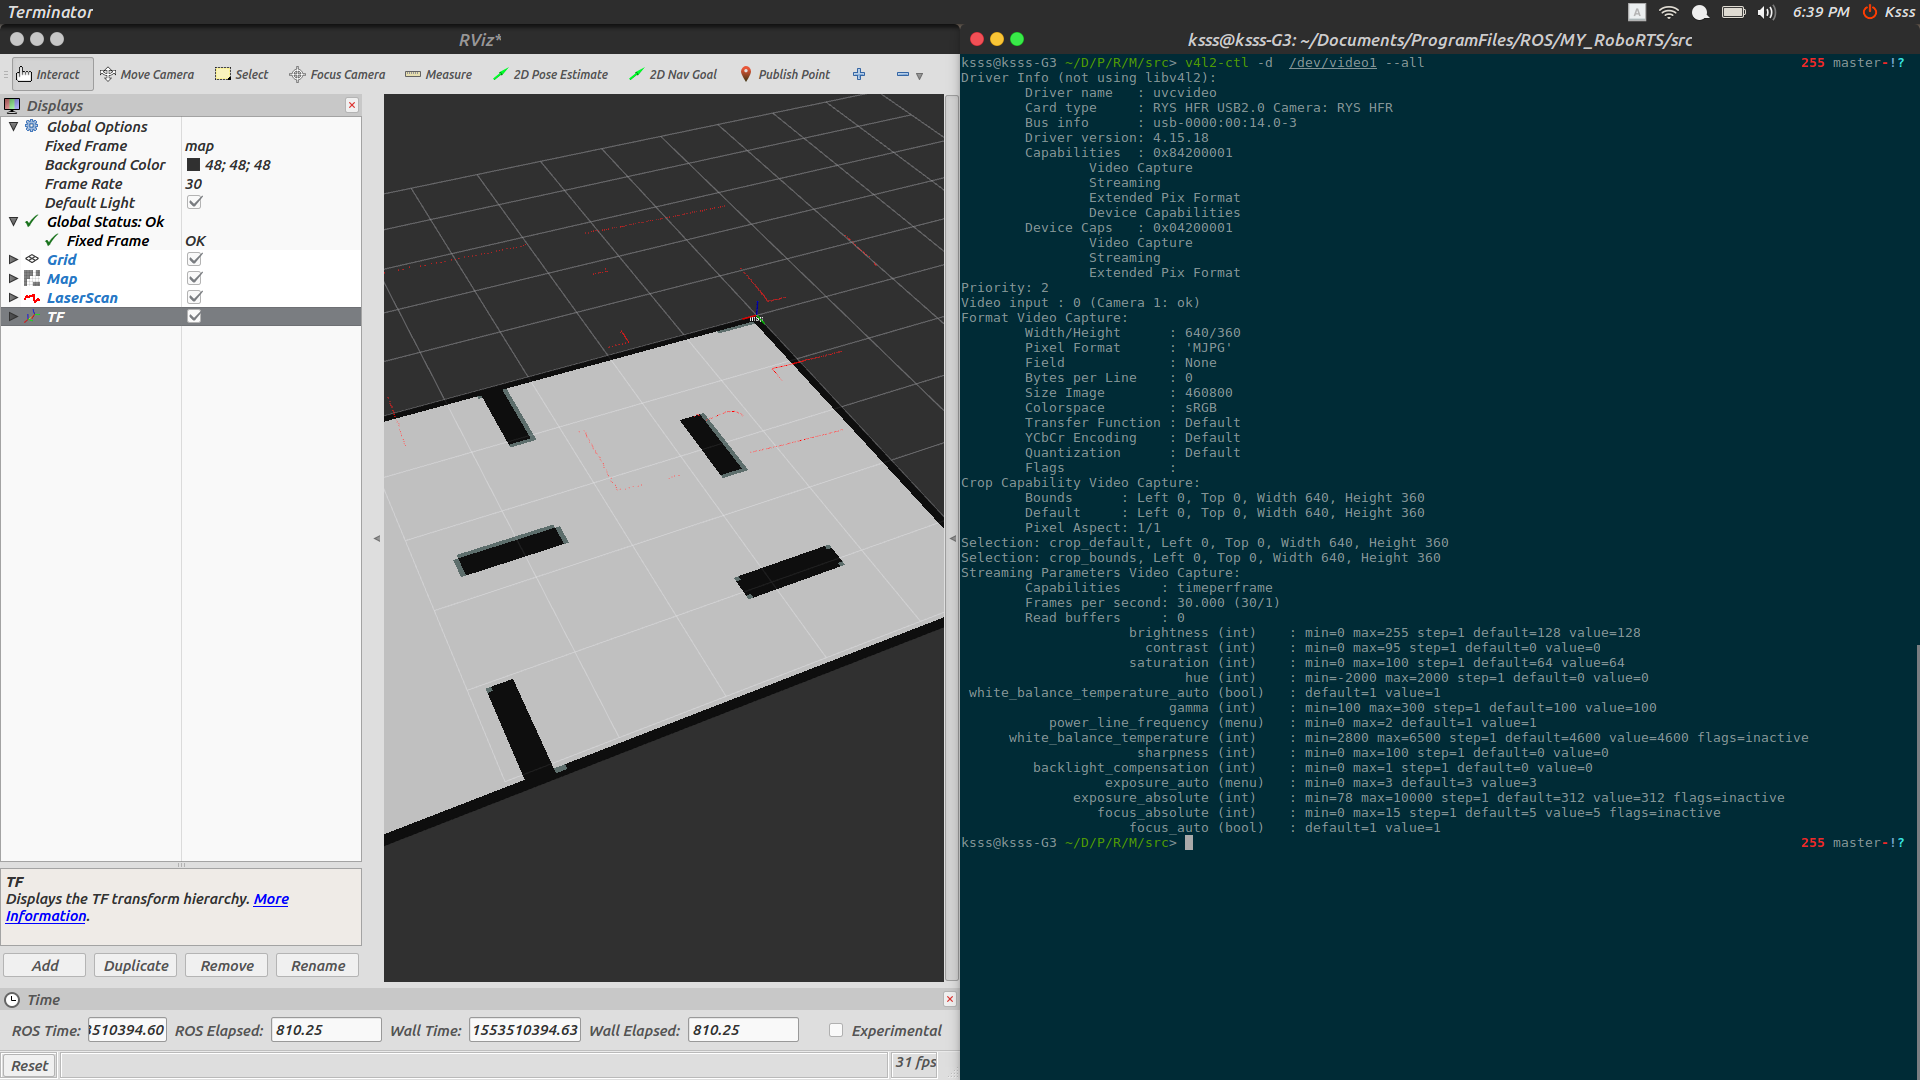 Terminator
A
6:39 PM
Ksss
RViz*
Interact
Move Camera
Select
Focus Camera
Measure
2D Pose Estimate
2D Nav Goal
Publish Point
Displays
Global Options
Fixed Frame map
Background Color 48; 48; 48
Frame Rate 30
Default Light
Global Status: Ok
Fixed Frame OK
Grid
Map
LaserScan
TF
map
TF
Displays the TF transform hierarchy. More
Information.
Add Duplicate Remove Rename
Time
ROS Time: 3510394.60 ROS Elapsed: 810.25 Wall Time: 1553510394.63 Wall Elapsed: 810.25 Experimental
Reset
31 fps
ksss@ksss-G3: ~/Documents/ProgramFiles/ROS/MY_RoboRTS/src
ksss@ksss-G3 ~/D/P/R/M/src> v4l2-ctl -d  /dev/video1 --all 255 master-!?
Driver Info (not using libv4l2):
Driver name   : uvcvideo
Card type     : RYS HFR USB2.0 Camera: RYS HFR
Bus info      : usb-0000:00:14.0-3
Driver version: 4.15.18
Capabilities  : 0x84200001
Video Capture
Streaming
Extended Pix Format
Device Capabilities
Device Caps   : 0x04200001
Video Capture
Streaming
Extended Pix Format
Priority: 2
Video input : 0 (Camera 1: ok)
Format Video Capture:
Width/Height      : 640/360
Pixel Format      : 'MJPG'
Field             : None
Bytes per Line    : 0
Size Image        : 460800
Colorspace        : sRGB
Transfer Function : Default
YCbCr Encoding    : Default
Quantization      : Default
Flags             :
Crop Capability Video Capture:
Bounds      : Left 0, Top 0, Width 640, Height 360
Default     : Left 0, Top 0, Width 640, Height 360
Pixel Aspect: 1/1
Selection: crop_default, Left 0, Top 0, Width 640, Height 360
Selection: crop_bounds, Left 0, Top 0, Width 640, Height 360
Streaming Parameters Video Capture:
Capabilities     : timeperframe
Frames per second: 30.000 (30/1)
Read buffers     : 0
brightness (int)    : min=0 max=255 step=1 default=128 value=128
contrast (int)    : min=0 max=95 step=1 default=0 value=0
saturation (int)    : min=0 max=100 step=1 default=64 value=64
hue (int)    : min=-2000 max=2000 step=1 default=0 value=0
white_balance_temperature_auto (bool)   : default=1 value=1
gamma (int)    : min=100 max=300 step=1 default=100 value=100
power_line_frequency (menu)   : min=0 max=2 default=1 value=1
white_balance_temperature (int)    : min=2800 max=6500 step=1 default=4600 value=4600 flags=inactive
sharpness (int)    : min=0 max=100 step=1 default=0 value=0
backlight_compensation (int)    : min=0 max=1 step=1 default=0 value=0
exposure_auto (menu)   : min=0 max=3 default=3 value=3
exposure_absolute (int)    : min=78 max=10000 step=1 default=312 value=312 flags=inactive
focus_absolute (int)    : min=0 max=15 step=1 default=5 value=5 flags=inactive
focus_auto (bool)   : default=1 value=1
ksss@ksss-G3 ~/D/P/R/M/src> 255 master-!?